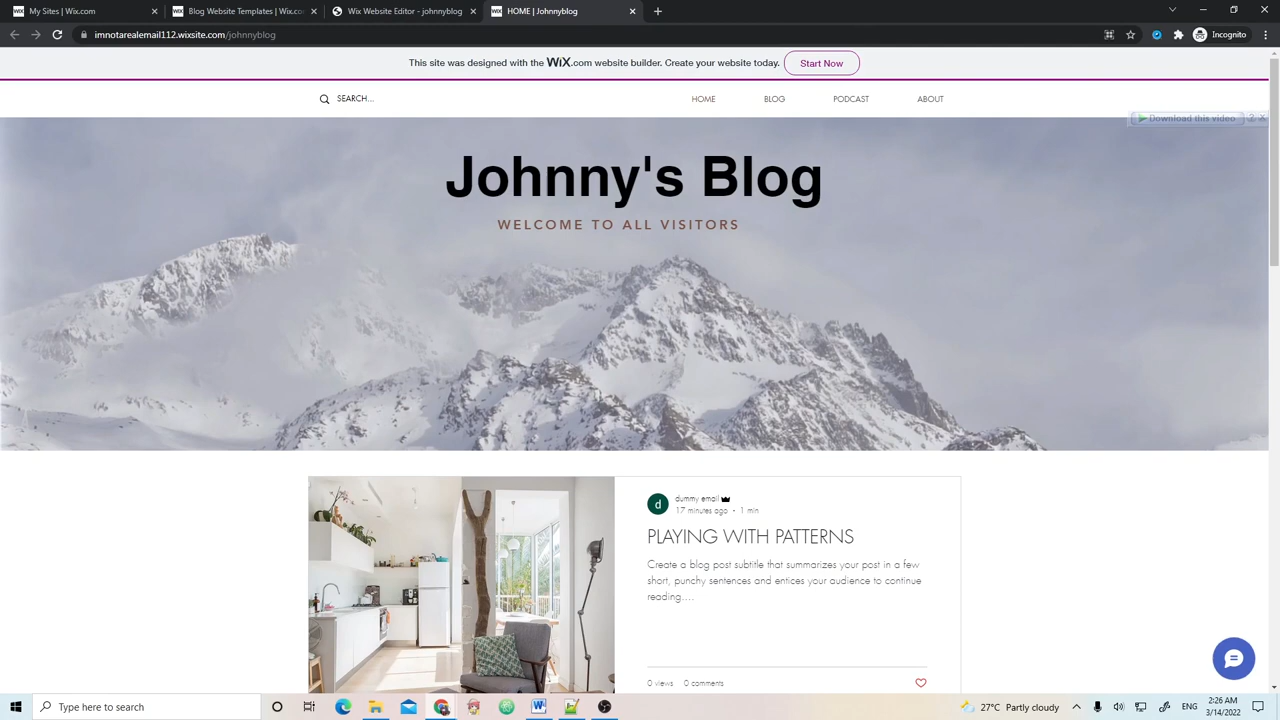 My Sites | Wix.com
Blog Website Templates | Wix.co
Wix Website Editor - johnnyblog
HOME | Johnnyblog
imnotarealemail112.wixsite.com/johnnyblog
Incognito
This site was designed with the WiX.com website builder. Create your website today.
Start Now
SEARCH...
HOME
BLOG
PODCAST
ABOUT
Download this video ? X
Johnny's Blog
WELCOME TO ALL VISITORS
d
dummy email
17 minutes ago · 1 min
PLAYING WITH PATTERNS
Create a blog post subtitle that summarizes your post in a few
short, punchy sentences and entices your audience to continue
reading....
0 views
0 comments
Type here to search
27°C Partly cloudy
ENG
2:26 AM
3/14/2022